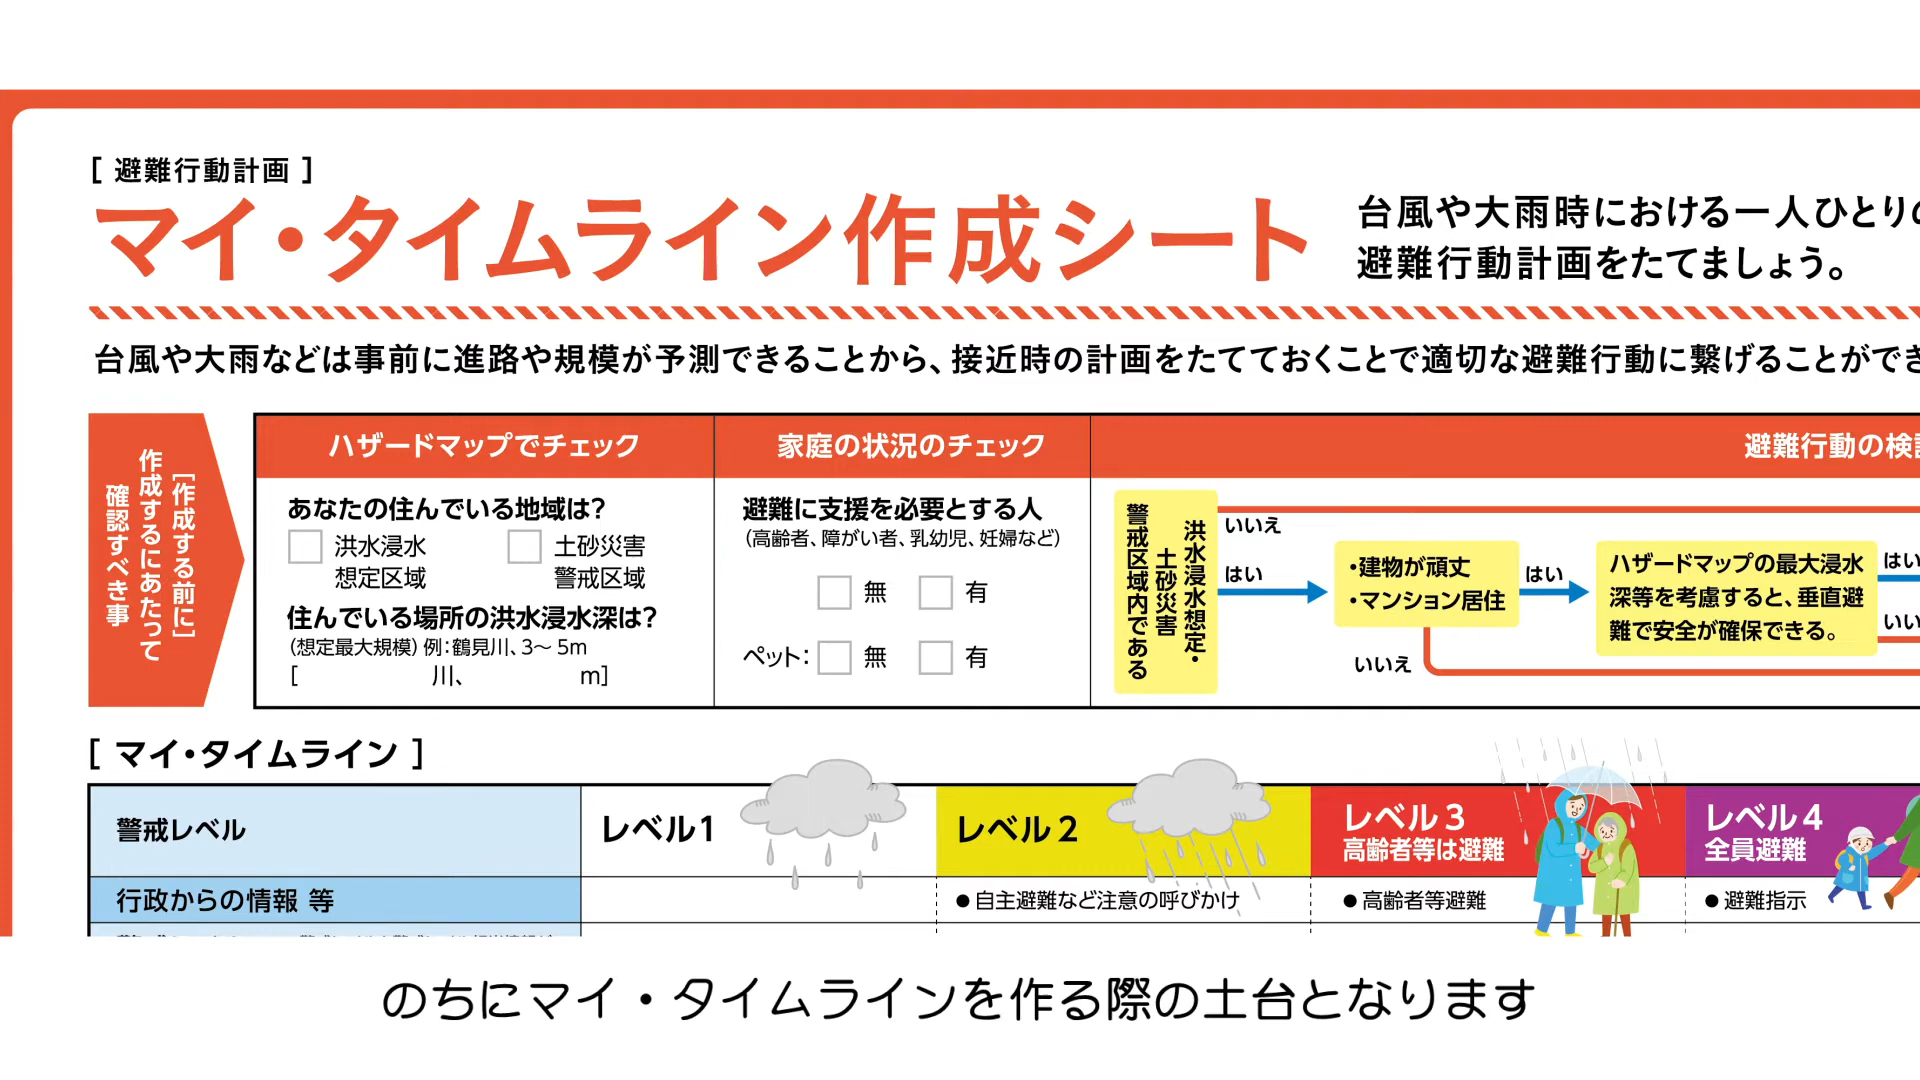 [ 避難行動計画 ]
マイ・タイムライン作成シート
台風や大雨時における一人ひとりの
避難行動計画をたてましょう。
台風や大雨などは事前に進路や規模が予測できることから、接近時の計画をたてておくことで適切な避難行動に繋げることができ
[作成する前に]
作成するにあたって
確認すべき事
ハザードマップでチェック
あなたの住んでいる地域は?
洪水浸水
想定区域
土砂災害
警戒区域
住んでいる場所の洪水浸水深は?
(想定最大規模) 例:鶴見川、3〜5m
[ 川、 m]
家庭の状況のチェック
避難に支援を必要とする人
(高齢者、障がい者、乳幼児、妊婦など)
無 有
ペット: 無 有
避難行動の検
洪水浸水想定・
土砂災害
警戒区域内である
いいえ
はい
・建物が頑丈
・マンション居住
はい
いいえ
ハザードマップの最大浸水
深等を考慮すると、垂直避
難で安全が確保できる。
はい
いい
[ マイ・タイムライン ]
警戒レベル
レベル1
レベル2
レベル3
高齢者等は避難
レベル4
全員避難
行政からの情報 等
● 自主避難など注意の呼びかけ
● 高齢者等避難
● 避難指示
のちにマイ・タイムラインを作る際の土台となります